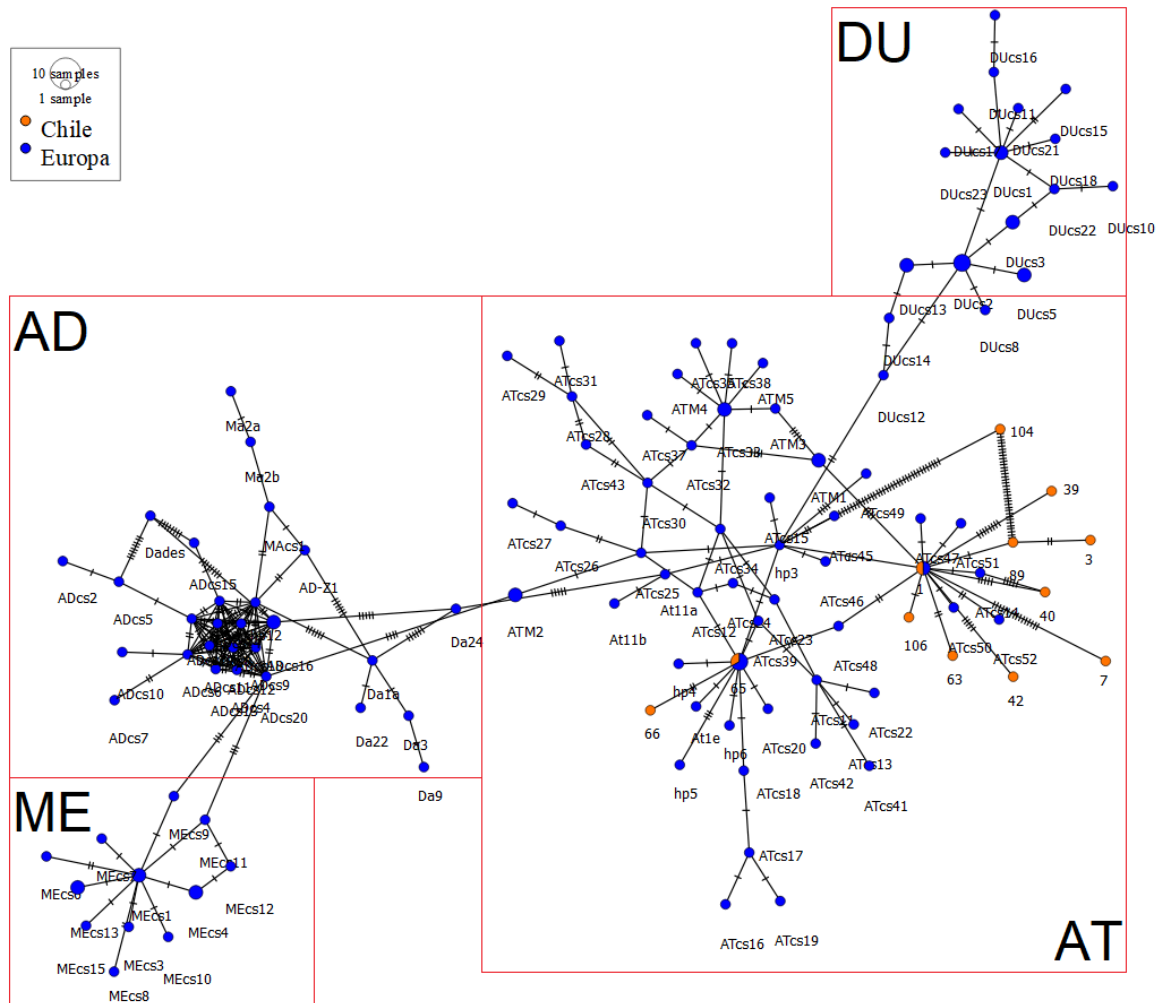 DU
10 samples
1 sample
Chile
Europa
DUcs16
DUcs11
DUcs15
DUcs21
DUcs18
DUcs23
DUcs1
DUcs22
DUcs10
DUcs3
DUcs2
DUcs13
DUcs5
DUcs8
DUcs14
DUcs12
AD
Ma2a
Ma2b
MAcs1
Dades
ADcs15
AD-Z1
ADcs2
ADcs5
ADcs16
ADcs9
ADcs10
ADcs12
ADcs4
ADcs20
ADcs7
Da24
Da1a
Da22
Da3
Da9
ATcs31
ATcs29
ATcs38
ATM5
ATM4
ATcs28
ATcs37
ATM3
ATcs43
ATcs32
104
39
ATM1
ATcs49
ATcs30
ATcs15
ATcs27
ATcs45
ATcs47
ATcs51
3
89
ATcs26
ATcs34
hp3
ATcs25
At11a
1
40
ATcs46
ATM2
At11b
ATcs12
ATcs23
106
ATcs50
ATcs52
ATcs39
ATcs48
63
42
7
hp4
65
66
At1e
hp6
ATcs20
ATcs22
ATcs13
ATcs42
ATcs41
hp5
ATcs18
ATcs17
ATcs16
ATcs19
AT
ME
MEcs9
MEcs11
MEcs12
MEcs1
MEcs13
MEcs4
MEcs15
MEcs3
MEcs10
MEcs8